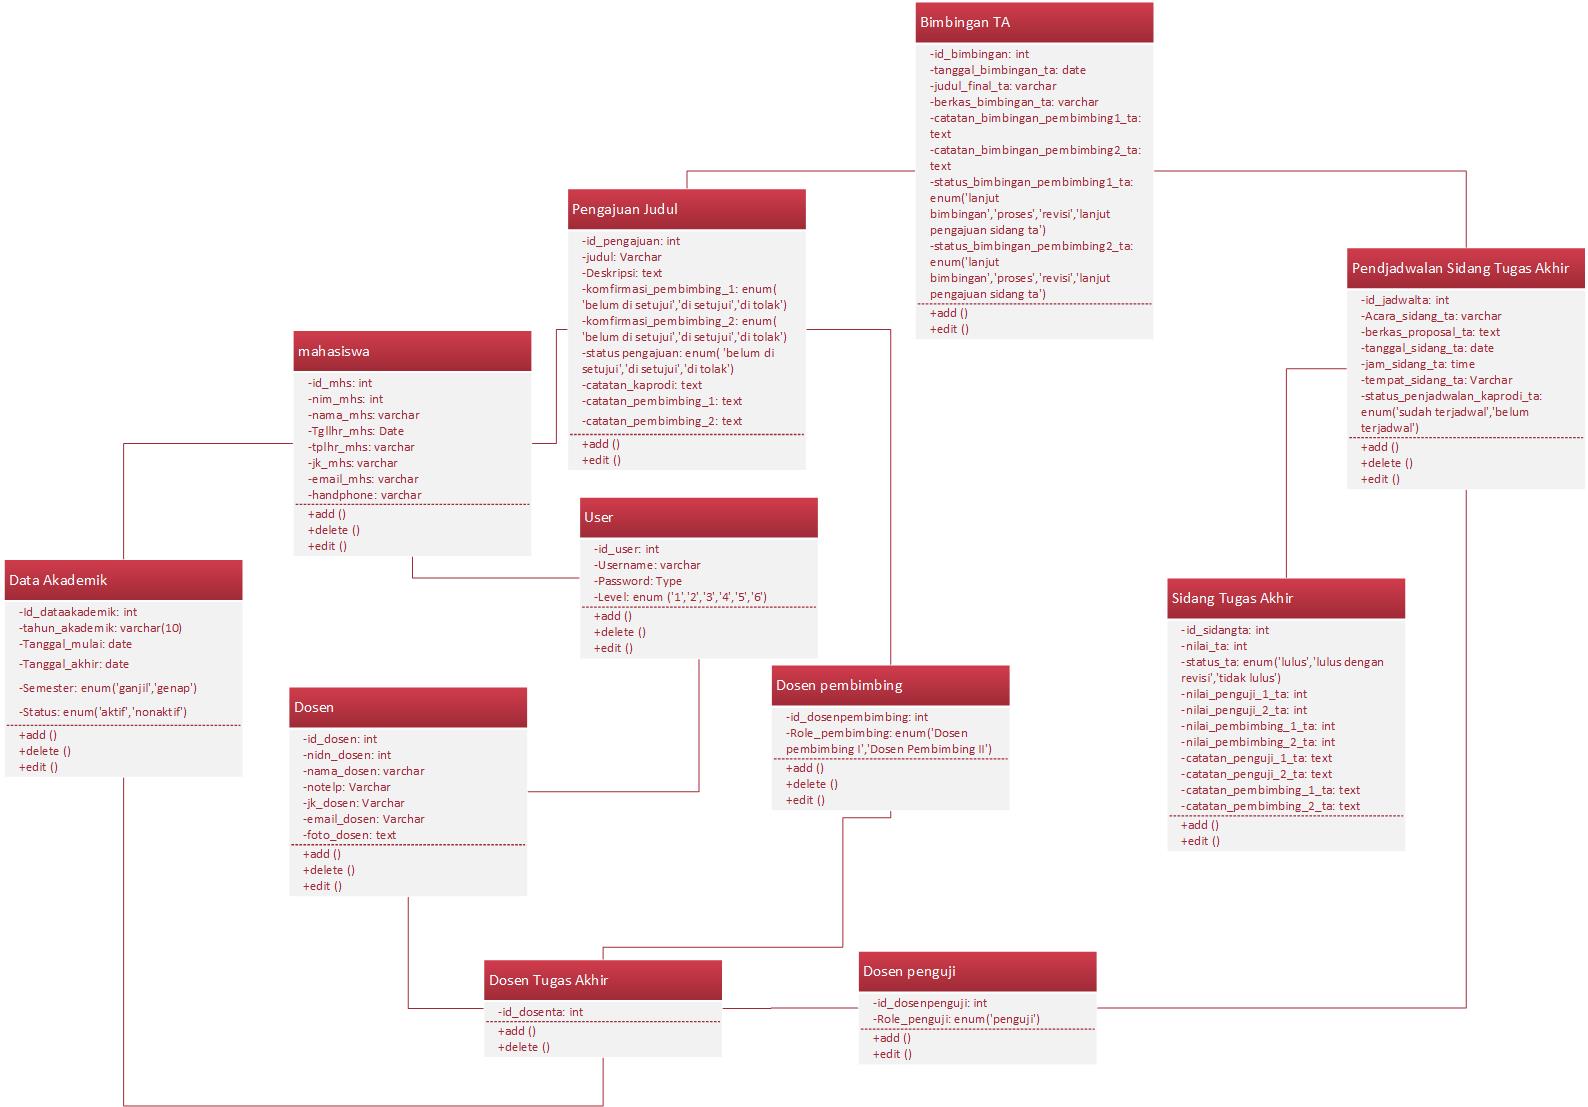 Bimbingan TA
-id_bimbingan: int
-tanggal_bimbingan_ta: date
-judul_final_ta: varchar
-berkas_bimbingan_ta: varchar
-catatan_bimbingan_pembimbing1_ta:
text
-catatan_bimbingan_pembimbing2_ta:
text
-status_bimbingan_pembimbing1_ta:
enum('lanjut
bimbingan','proses','revisi','lanjut
pengajuan sidang ta')
-status_bimbingan_pembimbing2_ta:
enum('lanjut
bimbingan','proses','revisi','lanjut
pengajuan sidang ta')
+add ()
+edit ()
Pengajuan Judul
-id_pengajuan: int
-judul: Varchar
-Deskripsi: text
-komfirmasi_pembimbing_1: enum(
'belum di setujui','di setujui','di tolak')
-komfirmasi_pembimbing_2: enum(
'belum di setujui','di setujui','di tolak')
-status pengajuan: enum( 'belum di
setujui','di setujui','di tolak')
-catatan_kaprodi: text
-catatan_pembimbing_1: text
-catatan_pembimbing_2: text
+add ()
+edit ()
Pendjadwalan Sidang Tugas Akhir
-id_jadwalta: int
-Acara_sidang_ta: varchar
-berkas_proposal_ta: text
-tanggal_sidang_ta: date
-jam_sidang_ta: time
-tempat_sidang_ta: Varchar
-status_penjadwalan_kaprodi_ta:
enum('sudah terjadwal','belum
terjadwal')
+add ()
+delete ()
+edit ()
mahasiswa
-id_mhs: int
-nim_mhs: int
-nama_mhs: varchar
-Tgllhr_mhs: Date
-tplhr_mhs: varchar
-jk_mhs: varchar
-email_mhs: varchar
-handphone: varchar
+add ()
+delete ()
+edit ()
User
-id_user: int
-Username: varchar
-Password: Type
-Level: enum ('1','2','3','4','5','6')
+add ()
+delete ()
+edit ()
Data Akademik
-Id_dataakademik: int
-tahun_akademik: varchar(10)
-Tanggal_mulai: date
-Tanggal_akhir: date
-Semester: enum('ganjil','genap')
-Status: enum('aktif','nonaktif')
+add ()
+delete ()
+edit ()
Sidang Tugas Akhir
-id_sidangta: int
-nilai_ta: int
-status_ta: enum('lulus','lulus dengan
revisi','tidak lulus')
-nilai_penguji_1_ta: int
-nilai_penguji_2_ta: int
-nilai_pembimbing_1_ta: int
-nilai_pembimbing_2_ta: int
-catatan_penguji_1_ta: text
-catatan_penguji_2_ta: text
-catatan_pembimbing_1_ta: text
-catatan_pembimbing_2_ta: text
+add ()
+edit ()
Dosen
-id_dosen: int
-nidn_dosen: int
-nama_dosen: varchar
-notelp: Varchar
-jk_dosen: Varchar
-email_dosen: Varchar
-foto_dosen: text
+add ()
+delete ()
+edit ()
Dosen pembimbing
-id_dosenpembimbing: int
-Role_pembimbing: enum('Dosen
pembimbing I','Dosen Pembimbing II')
+add ()
+delete ()
+edit ()
Dosen Tugas Akhir
-id_dosenta: int
+add ()
+delete ()
Dosen penguji
-id_dosenpenguji: int
-Role_penguji: enum('penguji')
+add ()
+edit ()